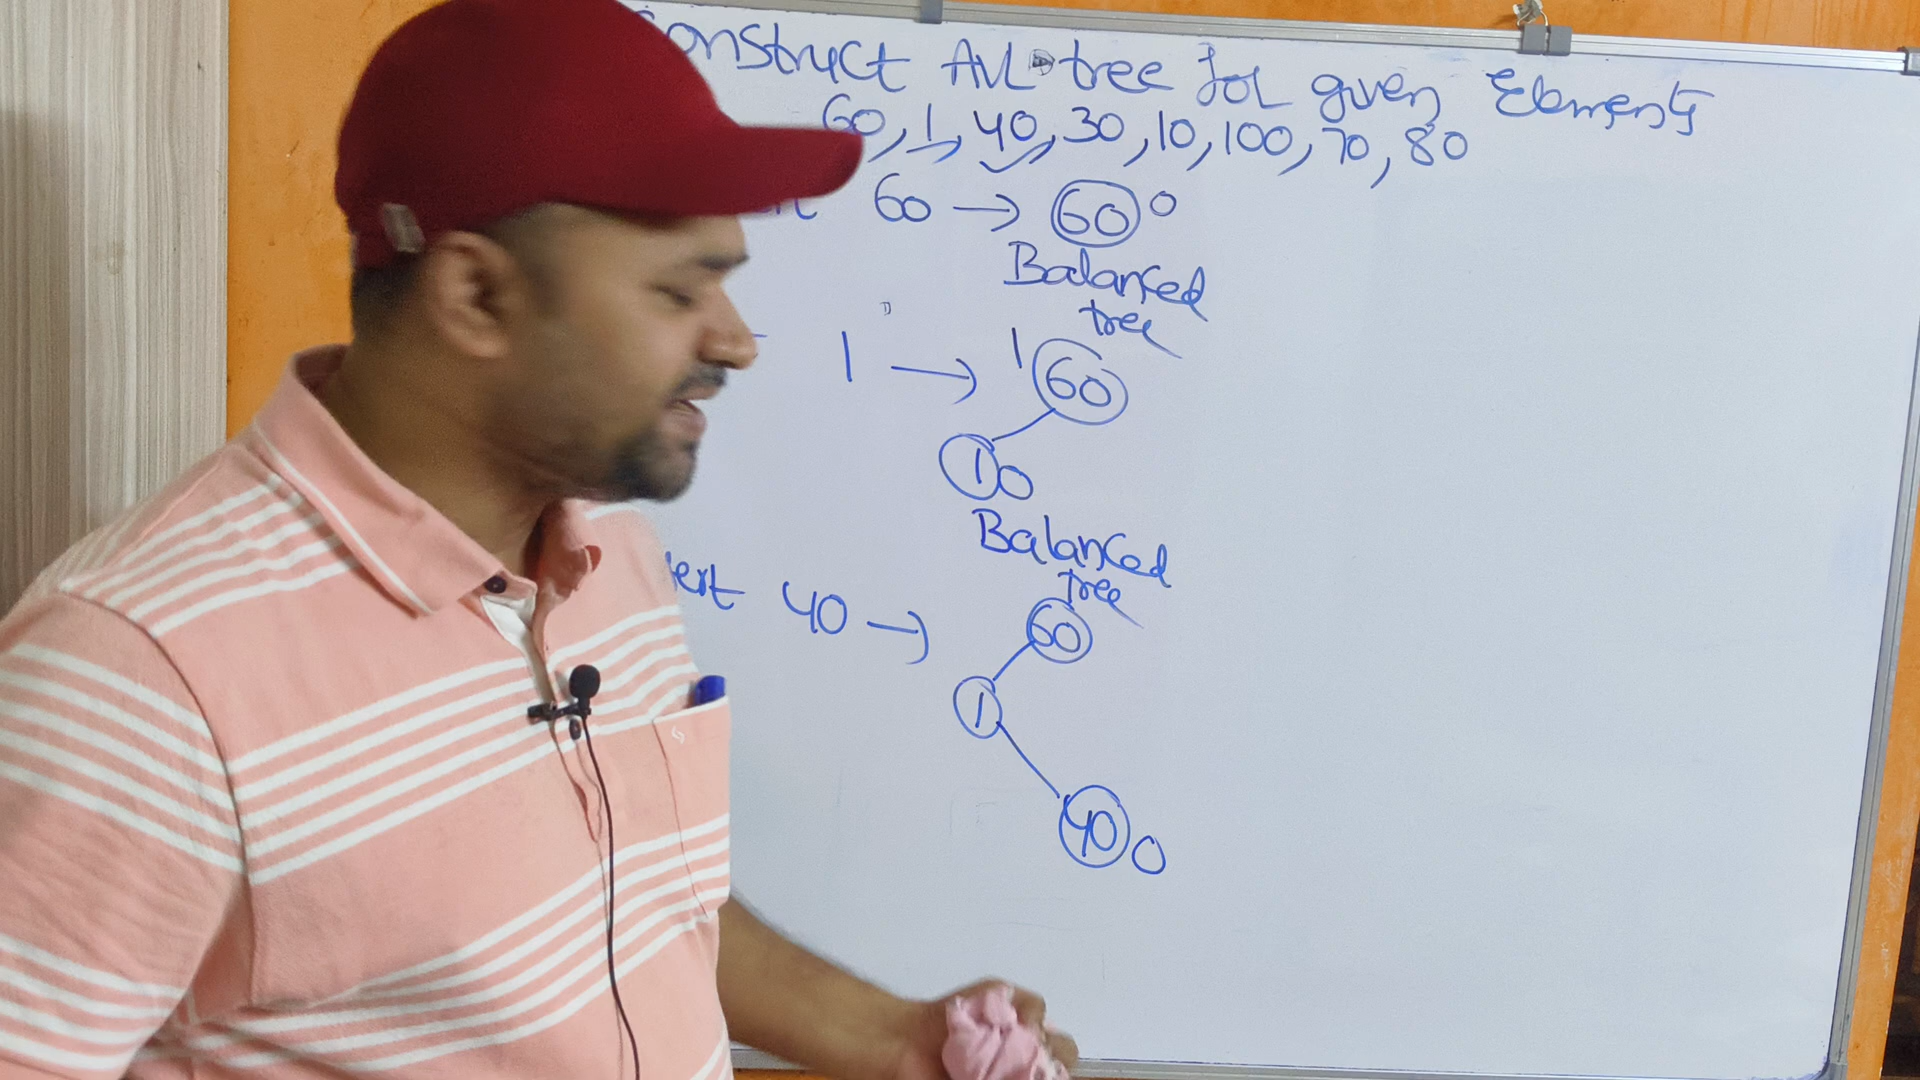 onstruct AVL tree for given Elements
60, 1, 40, 30, 10, 100, 70, 80
60 → 60 0
Balanced
tree
1 → 1 60
1 0
Balanced
tree
ert 40 → 60
1
40 0